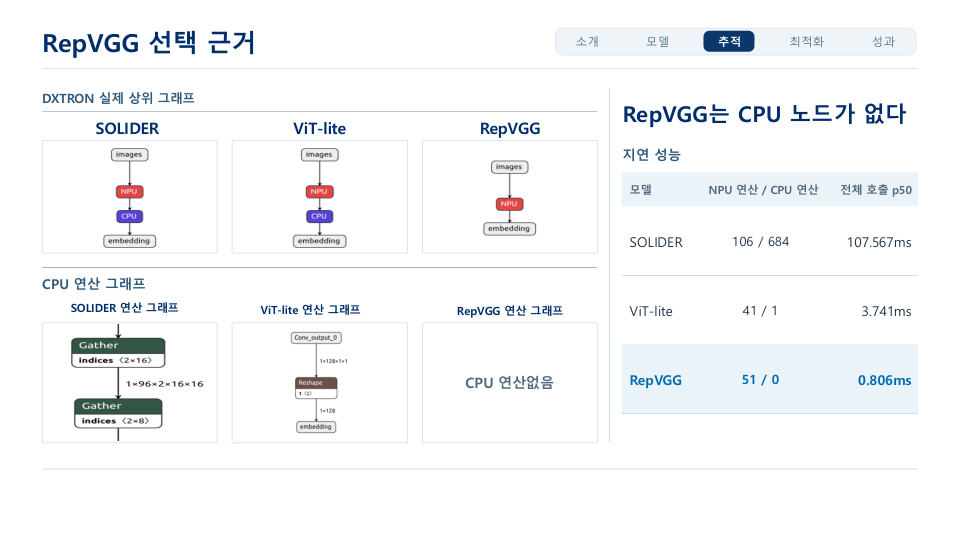 RepVGG 선택 근거
소개 모델 추적 최적화 성과
DXTRON 실제 상위 그래프
SOLIDER ViT-lite RepVGG
images images images
NPU NPU NPU
CPU CPU
embedding embedding embedding
CPU 연산 그래프
SOLIDER 연산 그래프 ViT-lite 연산 그래프 RepVGG 연산 그래프
Gather
indices 〈2×16〉
1×96×2×16×16
Gather
indices 〈2×8〉
Conv_output_0
1×128×1×1
Reshape
1 〈2〉
1×128
embedding
CPU 연산없음
RepVGG는 CPU 노드가 없다
지연 성능
모델 NPU 연산 / CPU 연산 전체 호출 p50
SOLIDER 106 / 684 107.567ms
ViT-lite 41 / 1 3.741ms
RepVGG 51 / 0 0.806ms